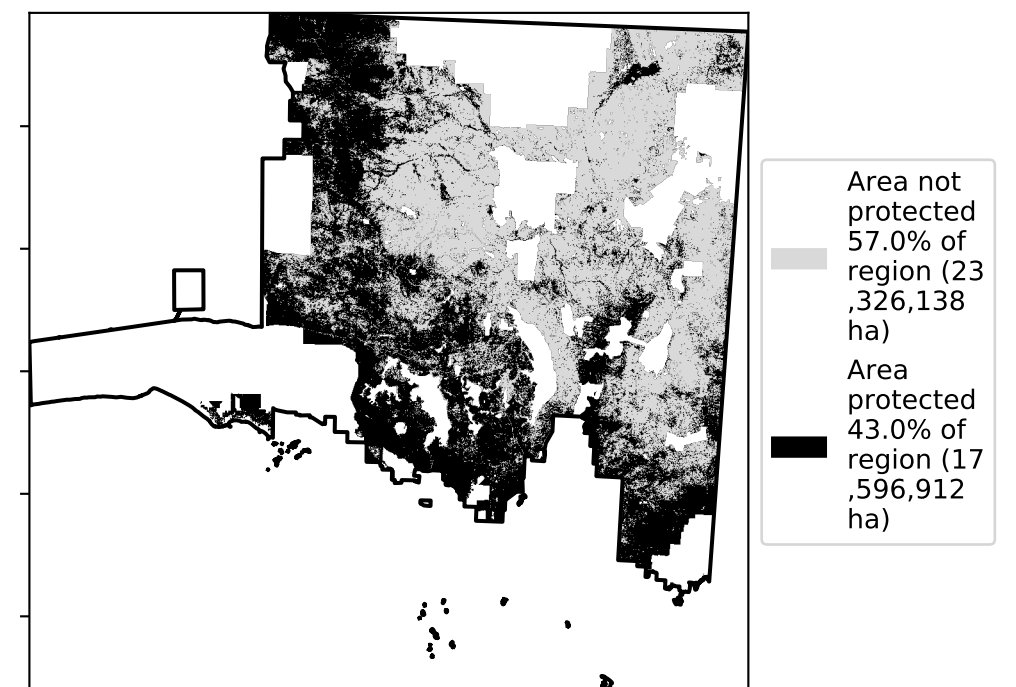 Area not
protected
57.0% of
region (23
,326,138
ha)
Area
protected
43.0% of
region (17
,596,912
ha)